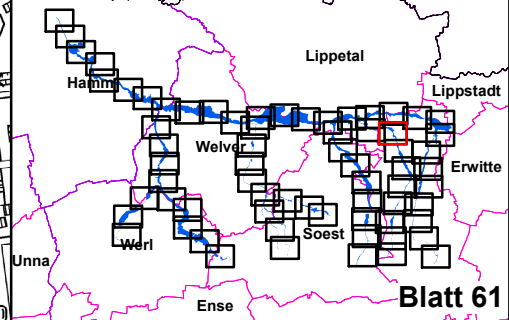 Lippetal
Hamm
Lippstadt
Welver
Erwitte
Soest
Werl
Unna
Ense
Blatt 61